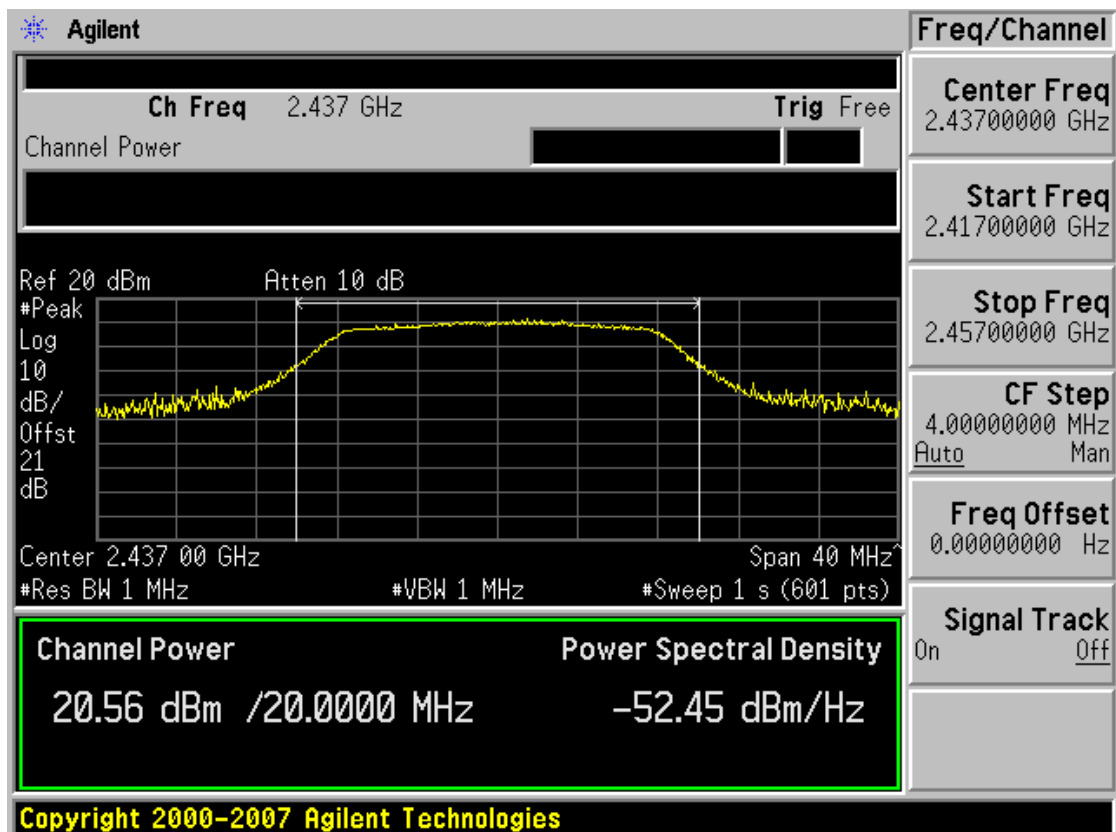 Agilent
Ch Freq 2.437 GHz Trig Free
Channel Power
Ref 20 dBm Atten 10 dB
#Peak
Log
10
dB/
Offst
21
dB
Center 2.437 00 GHz Span 40 MHz^
#Res BW 1 MHz #VBW 1 MHz #Sweep 1 s (601 pts)
Channel Power Power Spectral Density
20.56 dBm /20.0000 MHz -52.45 dBm/Hz
Copyright 2000-2007 Agilent Technologies
Freq/Channel
Center Freq
2.43700000 GHz
Start Freq
2.41700000 GHz
Stop Freq
2.45700000 GHz
CF Step
4.00000000 MHz
Auto Man
Freq Offset
0.00000000 Hz
Signal Track
On Off